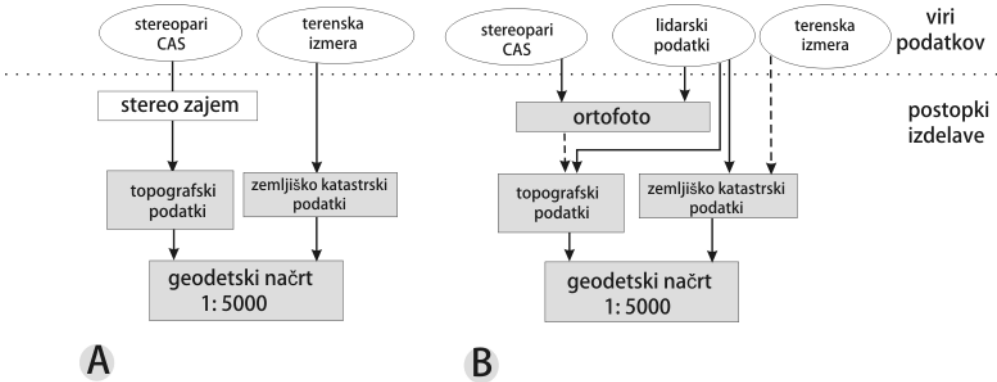 stereopari
CAS
terenska
izmera
stereo zajem
topografski
podatki
zemljiško katastrski
podatki
geodetski načrt
1: 5000
A
stereopari
CAS
lidarski
podatki
terenska
izmera
ortofoto
topografski
podatki
zemljiško katastrski
podatki
geodetski načrt
1: 5000
B
viri
podatkov
postopki
izdelave